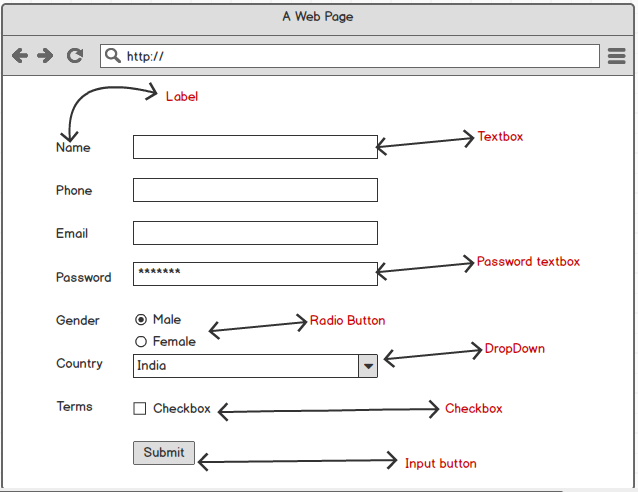 A Web Page
http://
Label
Name
Textbox
Phone
Email
Password *******
Password textbox
Gender
Male
Radio Button
Female
Country India
DropDown
Terms
Checkbox
Checkbox
Submit
Input button